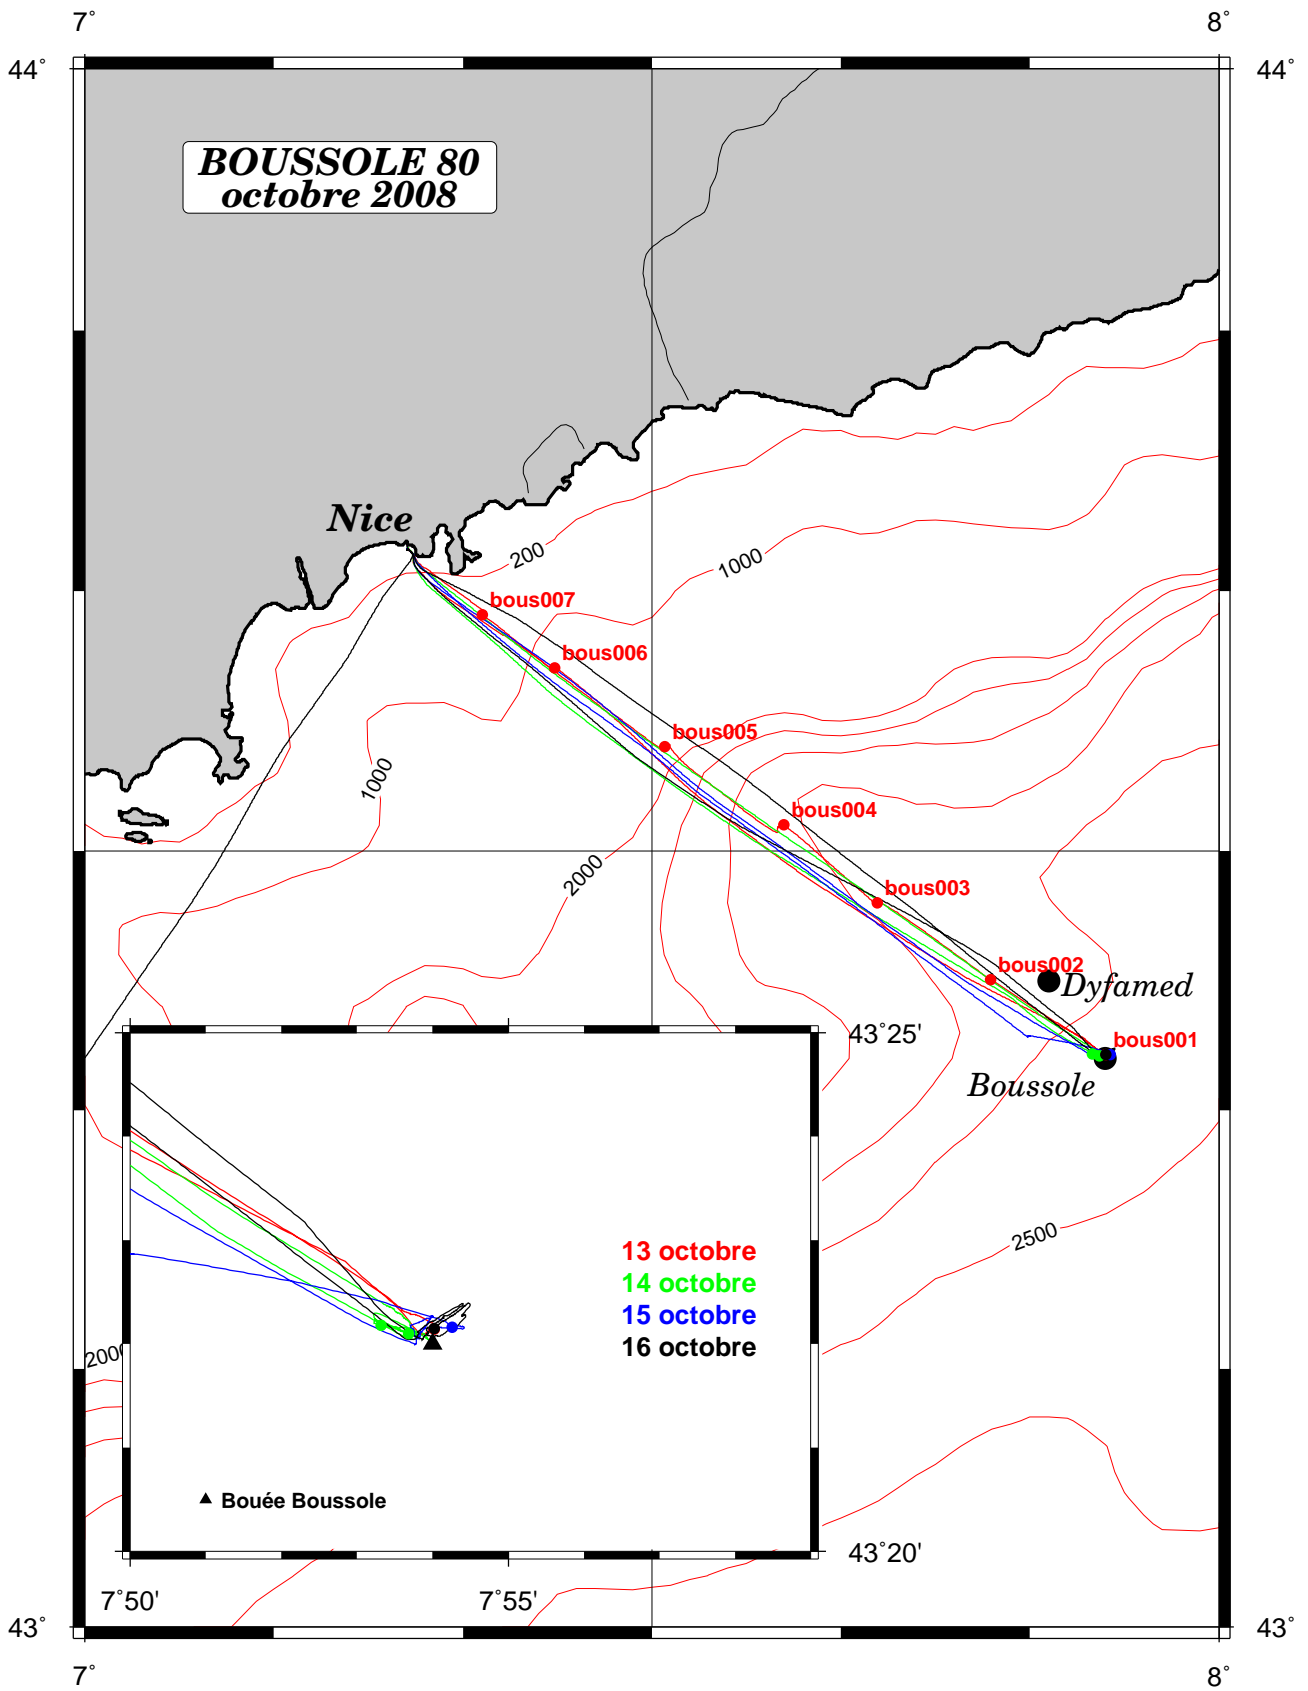 7° 8°
44° 44°
BOUSSOLE 80
octobre 2008
Nice
200
1000
bous007
bous006
bous005
1000
bous004
2000
bous003
bous002
Dyfamed
43°25'
bous001
Boussole
2500
13 octobre
14 octobre
15 octobre
2000
16 octobre
Bouée Boussole
43°20'
7°50' 7°55'
43° 43°
7° 8°